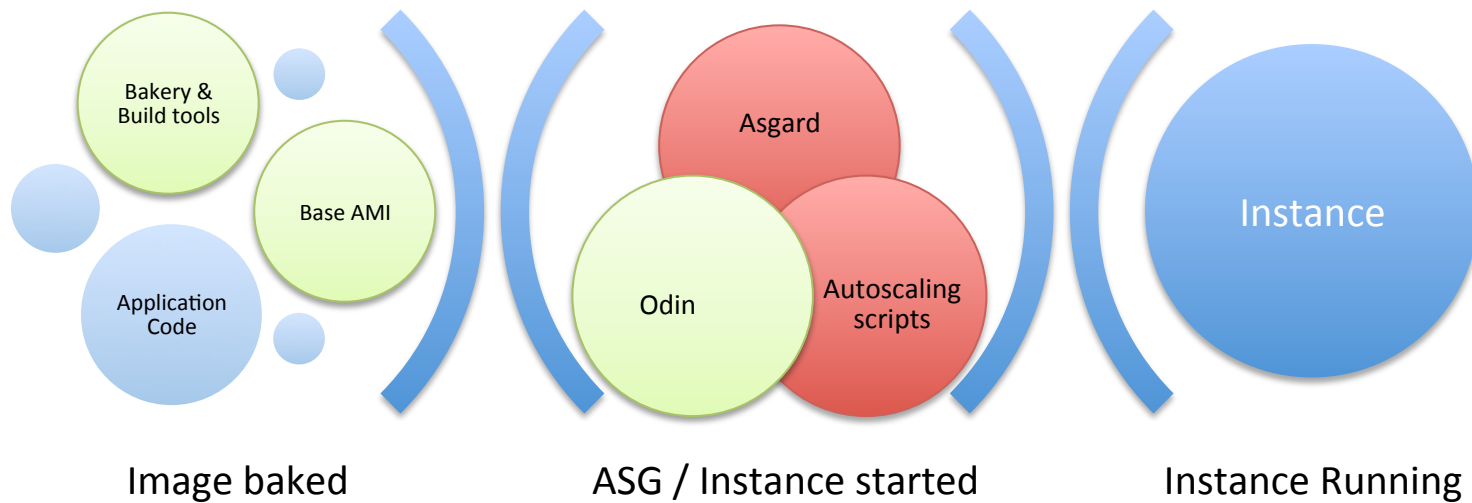 Bakery &
Build tools
Base AMI
Application
Code
Asgard
Odin
Autoscaling
scripts
Instance
Image baked
ASG / Instance started
Instance Running